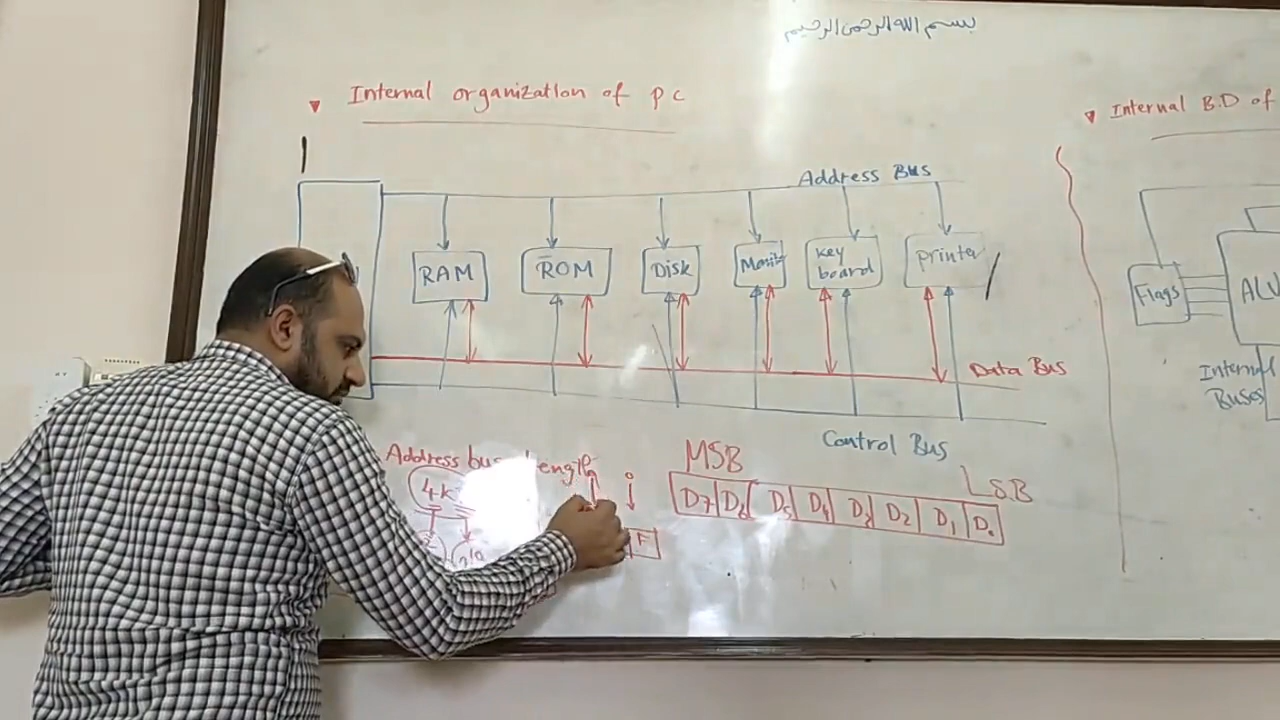 بسم الله الرحمن الرحيم
Internal organization of pc
Internal B.D of
Address Bus
RAM
ROM
Disk
Key board
printer
Flags
ALU
Data Bus
Internal Buses
Control Bus
Address bus length
MSB
LSB
4K
D7 D6 D5 D4 D3 D2 D1 D0
F